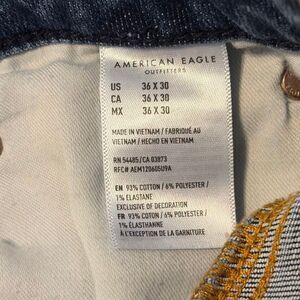 AMERICAN EAGLE
OUTFITTERS
US 36 X 30
CA 36 X 30
MX 36 X 30
MADE IN VIETNAM / FABRIQUÉ AU
VIETNAM / HECHO EN VIETNAM
RN 54485/CA 03873
RFC# AEM120605U9A
EN 93% COTTON / 6% POLYESTER /
1% ELASTANE
EXCLUSIVE OF DECORATION
FR 93% COTON / 6% POLYESTER /
1% ÉLASTHANNE
À L'EXCEPTION DE LA GARNITURE